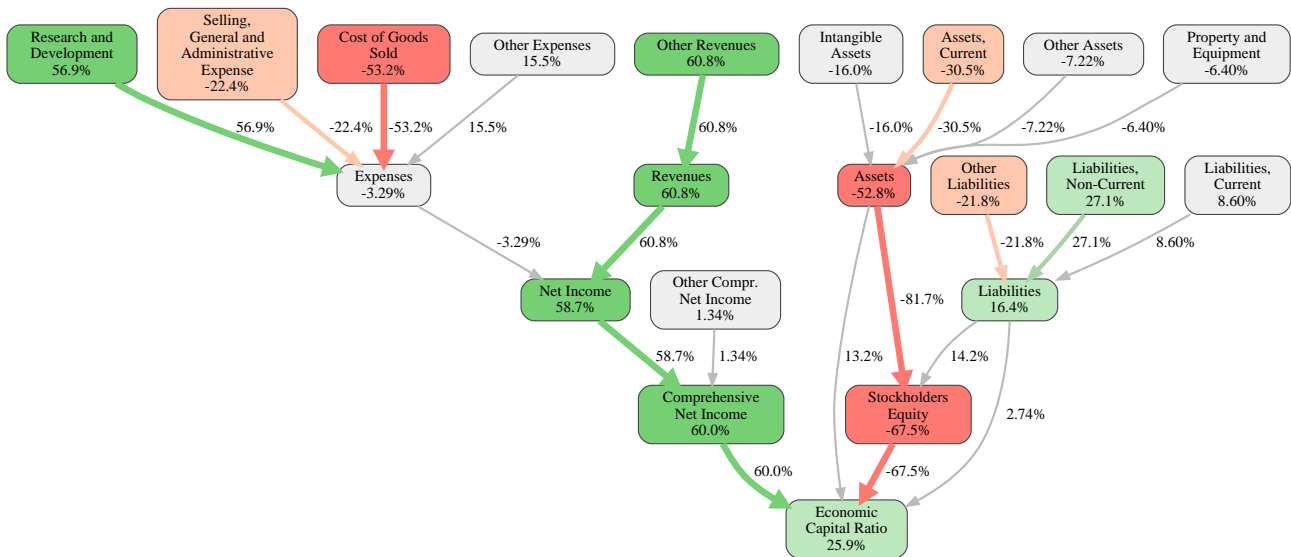 Research and
Development
56.9%
Selling,
General and
Administrative
Expense
-22.4%
Cost of Goods
Sold
-53.2%
Other Expenses
15.5%
Other Revenues
60.8%
Intangible
Assets
-16.0%
Assets,
Current
-30.5%
Other Assets
-7.22%
Property and
Equipment
-6.40%
56.9%
-22.4%
-53.2%
15.5%
60.8%
-16.0%
-30.5%
-7.22%
-6.40%
Expenses
-3.29%
Revenues
60.8%
Assets
-52.8%
Other
Liabilities
-21.8%
Liabilities,
Non-Current
27.1%
Liabilities,
Current
8.60%
-3.29%
60.8%
-21.8%
27.1%
8.60%
Net Income
58.7%
Other Compr.
Net Income
1.34%
-81.7%
Liabilities
16.4%
58.7%
1.34%
13.2%
14.2%
Comprehensive
Net Income
60.0%
Stockholders
Equity
-67.5%
2.74%
60.0%
-67.5%
Economic
Capital Ratio
25.9%